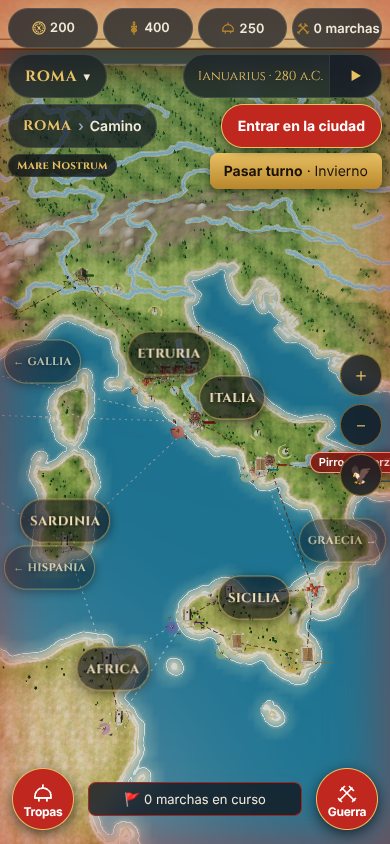 200
400
250
0 marchas
ROMA ▾
Ianuarius · 280 a.C.
ROMA › Camino
Entrar en la ciudad
Mare Nostrum
Pasar turno · Invierno
ETRURIA
← GALLIA
ITALIA
+
−
Pirro
SARDINIA
GRAECIA →
← HISPANIA
SICILIA
AFRICA
Tropas
0 marchas en curso
Guerra